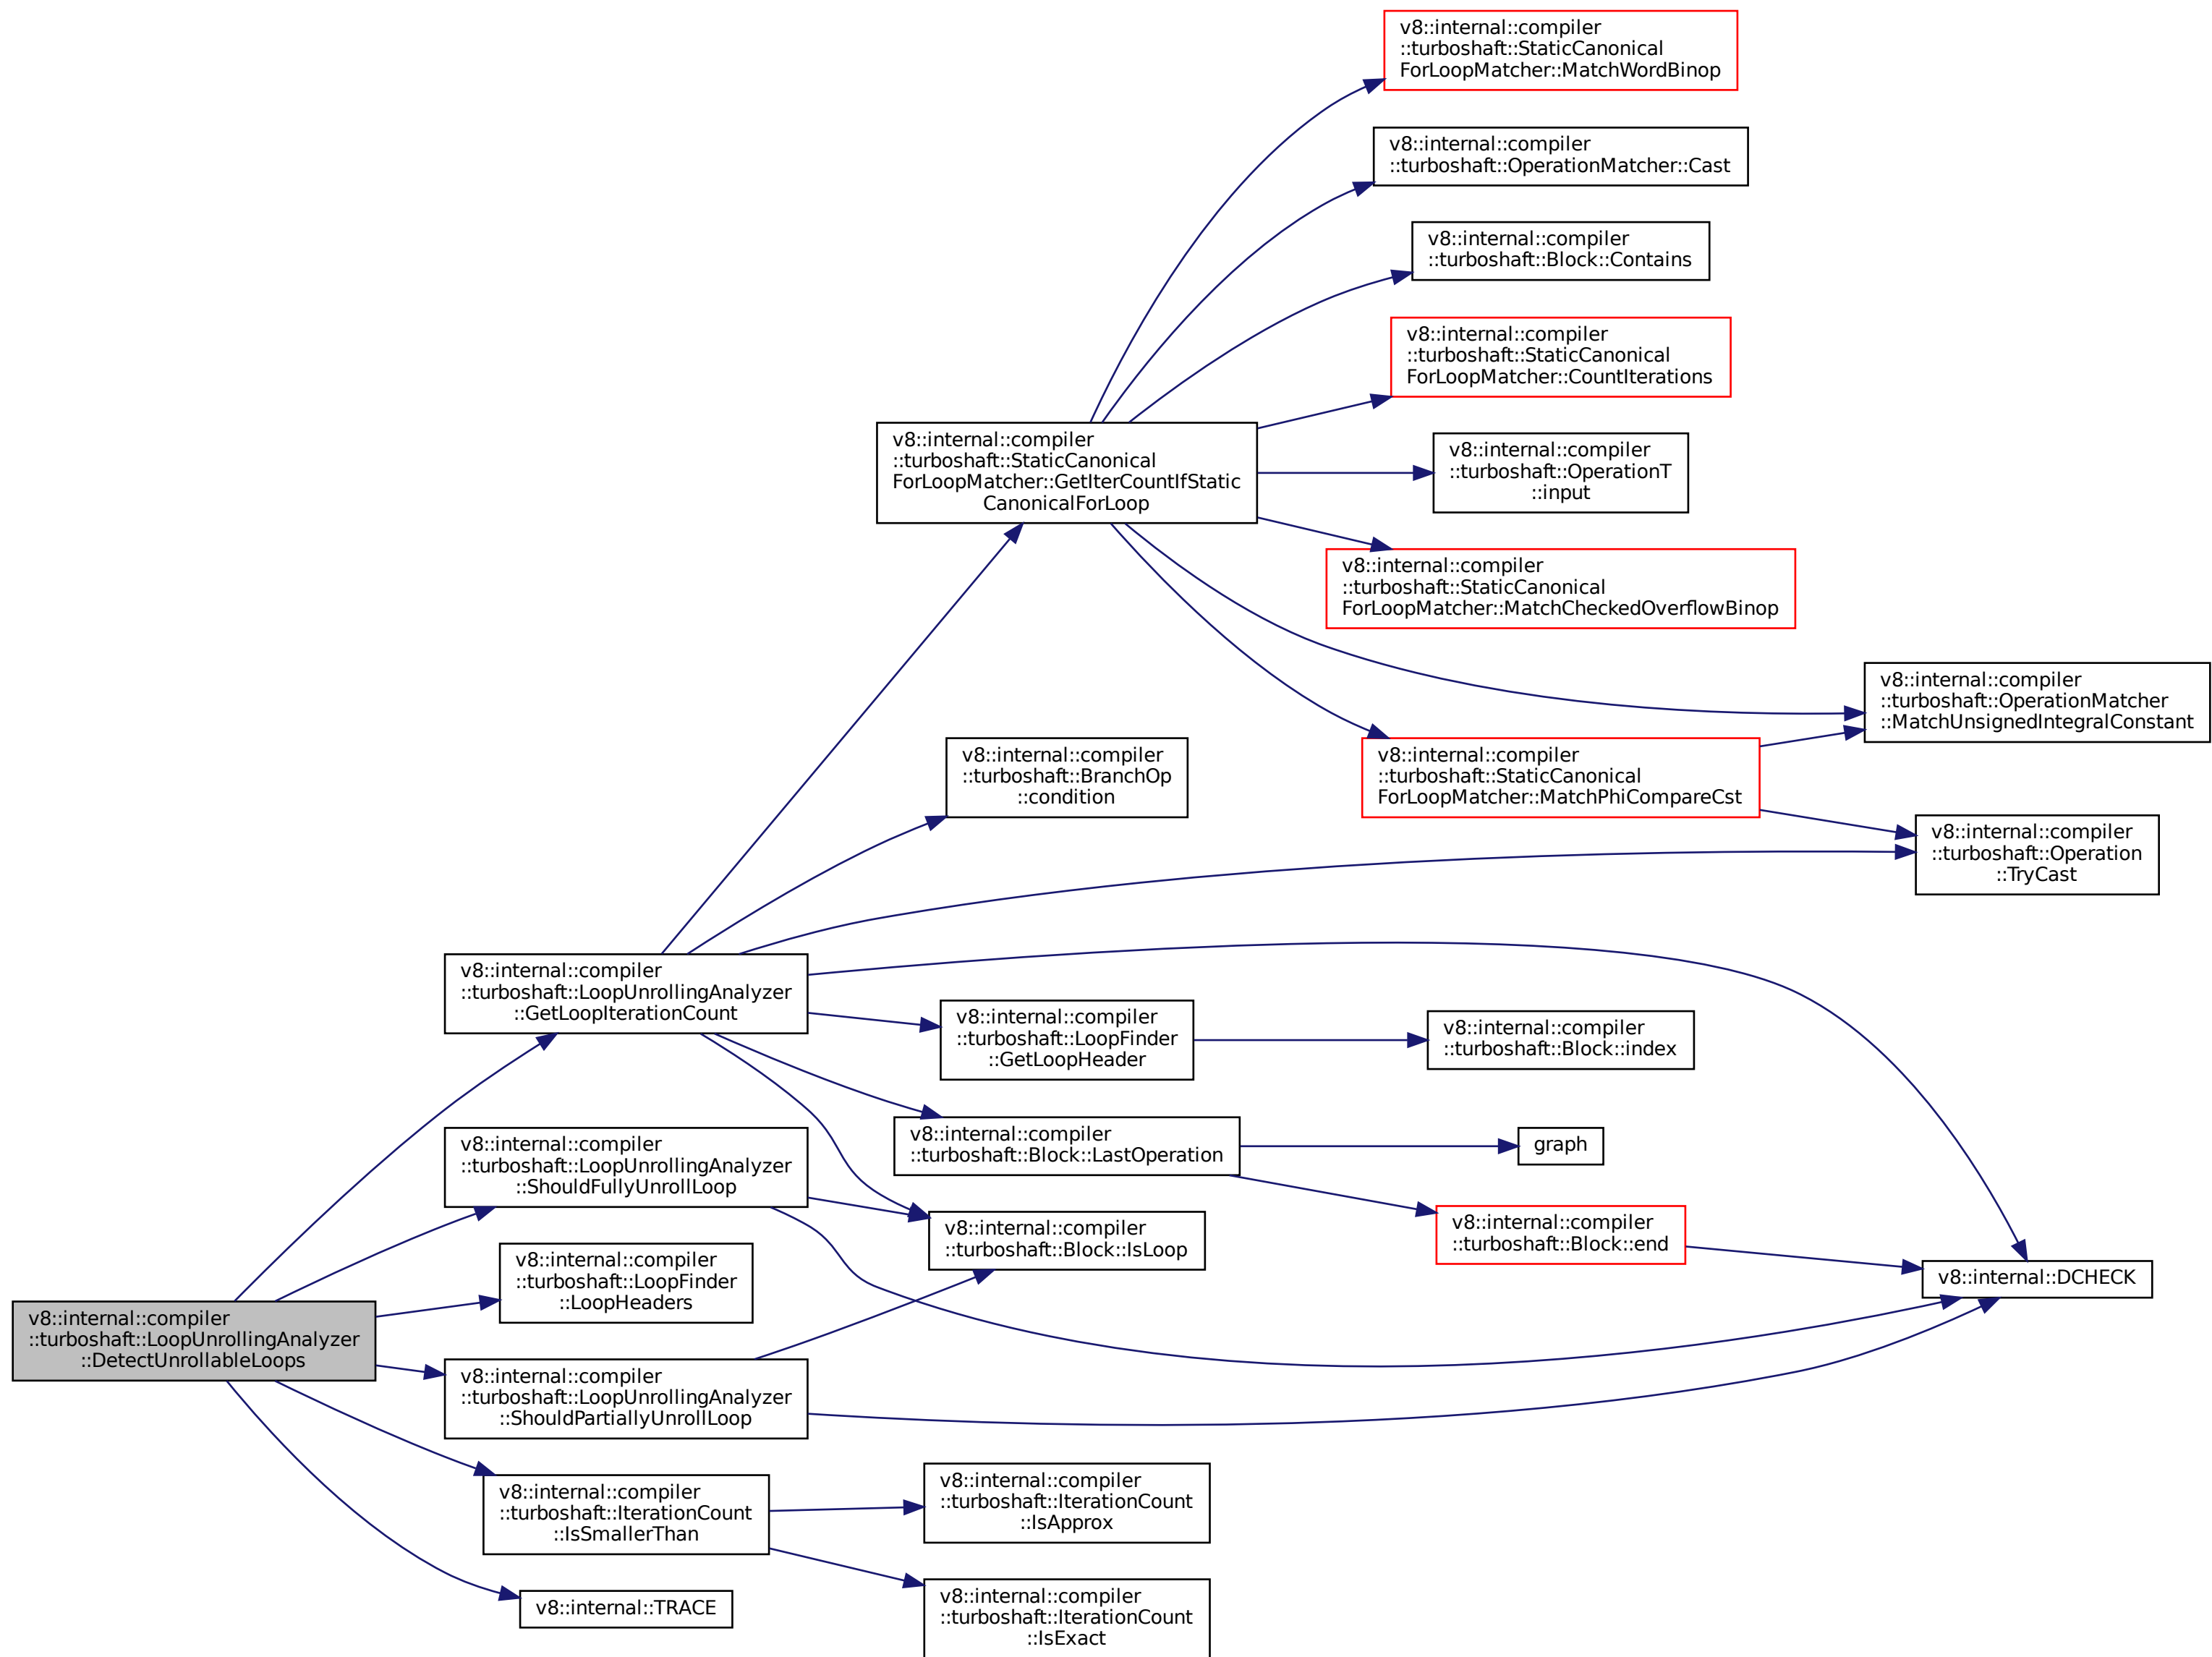 v8::internal::compiler
::turboshaft::StaticCanonical
ForLoopMatcher::MatchWordBinop
v8::internal::compiler
::turboshaft::OperationMatcher::Cast
v8::internal::compiler
::turboshaft::Block::Contains
v8::internal::compiler
::turboshaft::StaticCanonical
ForLoopMatcher::CountIterations
v8::internal::compiler
::turboshaft::StaticCanonical
ForLoopMatcher::GetIterCountIfStatic
CanonicalForLoop
v8::internal::compiler
::turboshaft::OperationT
::input
v8::internal::compiler
::turboshaft::StaticCanonical
ForLoopMatcher::MatchCheckedOverflowBinop
v8::internal::compiler
::turboshaft::OperationMatcher
::MatchUnsignedIntegralConstant
v8::internal::compiler
::turboshaft::BranchOp
::condition
v8::internal::compiler
::turboshaft::StaticCanonical
ForLoopMatcher::MatchPhiCompareCst
v8::internal::compiler
::turboshaft::Operation
::TryCast
v8::internal::compiler
::turboshaft::LoopUnrollingAnalyzer
::GetLoopIterationCount
v8::internal::compiler
::turboshaft::LoopFinder
::GetLoopHeader
v8::internal::compiler
::turboshaft::Block::index
v8::internal::compiler
::turboshaft::LoopUnrollingAnalyzer
::ShouldFullyUnrollLoop
v8::internal::compiler
::turboshaft::Block::LastOperation
graph
v8::internal::compiler
::turboshaft::Block::IsLoop
v8::internal::compiler
::turboshaft::Block::end
v8::internal::DCHECK
v8::internal::compiler
::turboshaft::LoopFinder
::LoopHeaders
v8::internal::compiler
::turboshaft::LoopUnrollingAnalyzer
::DetectUnrollableLoops
v8::internal::compiler
::turboshaft::LoopUnrollingAnalyzer
::ShouldPartiallyUnrollLoop
v8::internal::compiler
::turboshaft::IterationCount
::IsSmallerThan
v8::internal::compiler
::turboshaft::IterationCount
::IsApprox
v8::internal::TRACE
v8::internal::compiler
::turboshaft::IterationCount
::IsExact